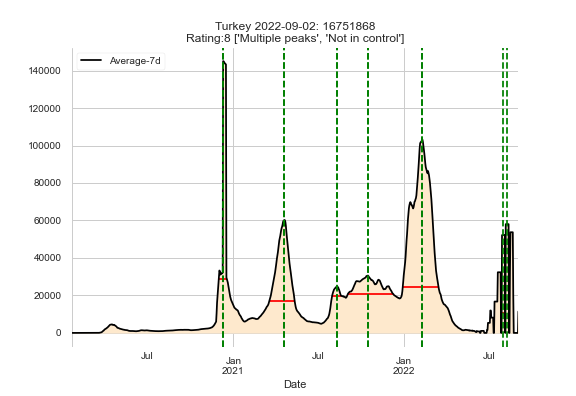 Turkey 2022-09-02: 16751868
Rating:8 ['Multiple peaks', 'Not in control']
Average-7d
140000
120000
100000
80000
60000
40000
20000
0
Jul
Jan
2021
Jul
Jan
2022
Jul
Date